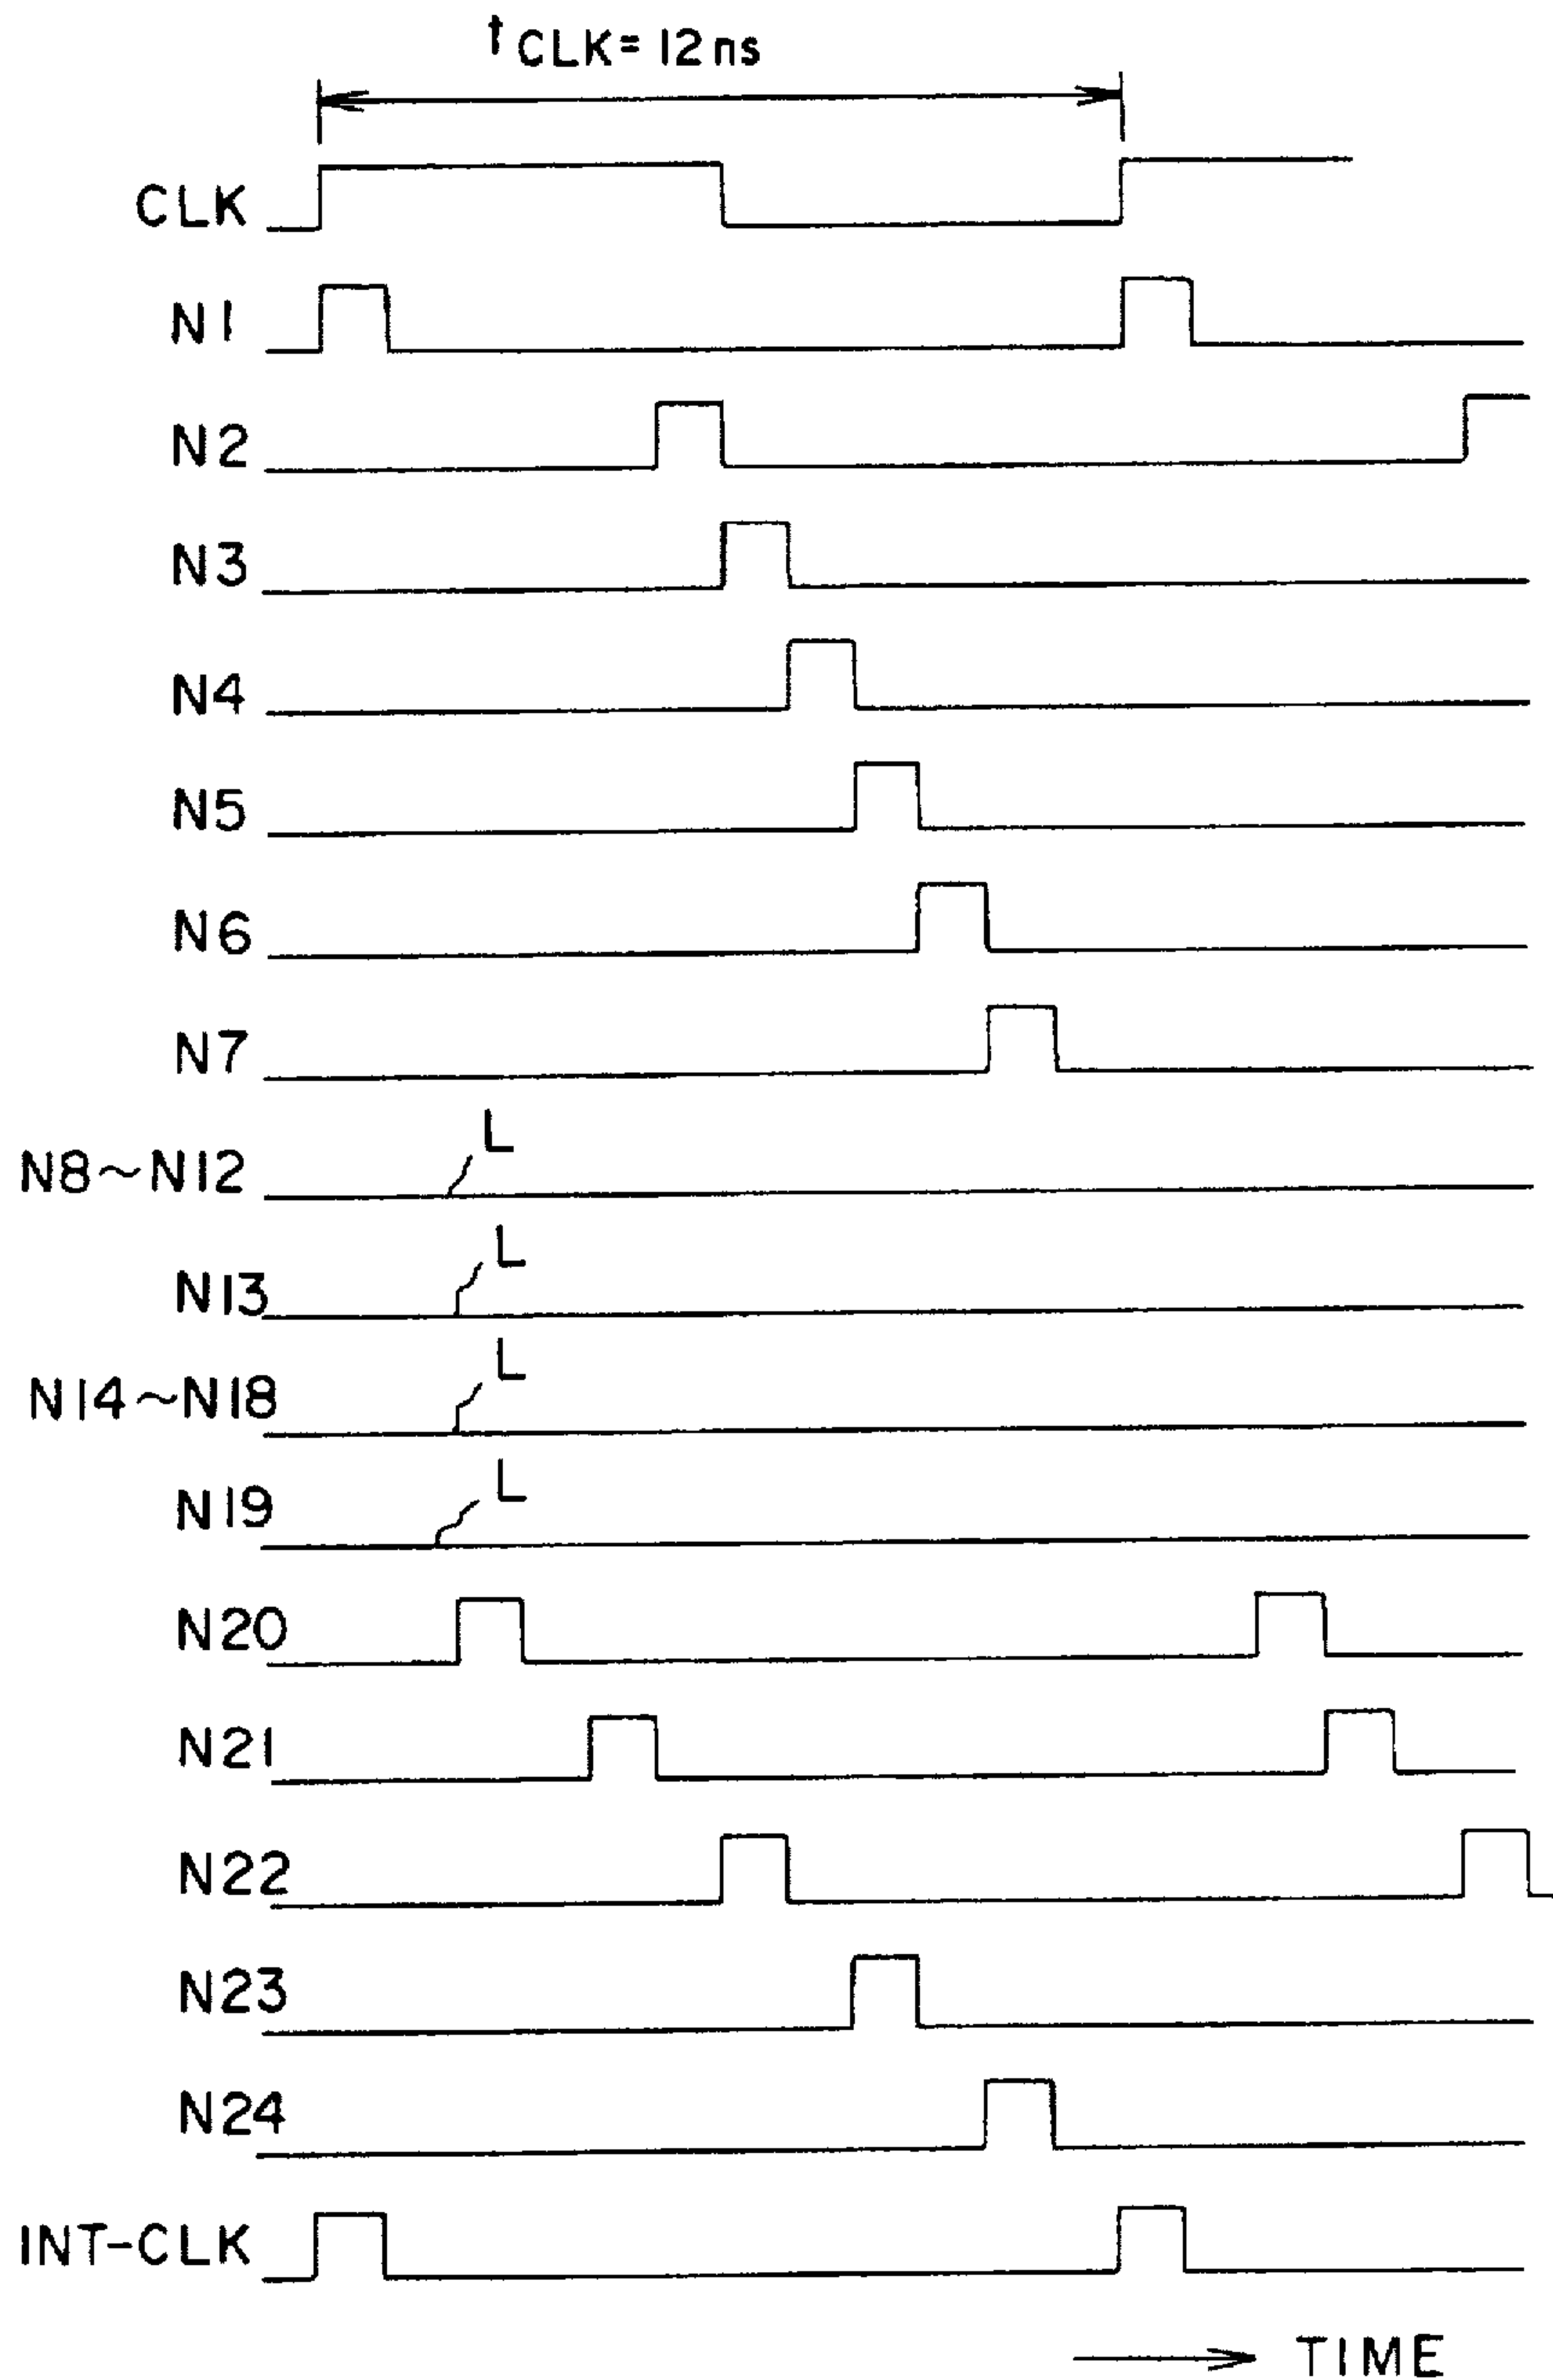 tCLK=12ns
CLK
N1
N2
N3
N4
N5
N6
N7
L
N8~N12
L
N13
L
N14~N18
L
N19
N20
N21
N22
N23
N24
INT-CLK
TIME